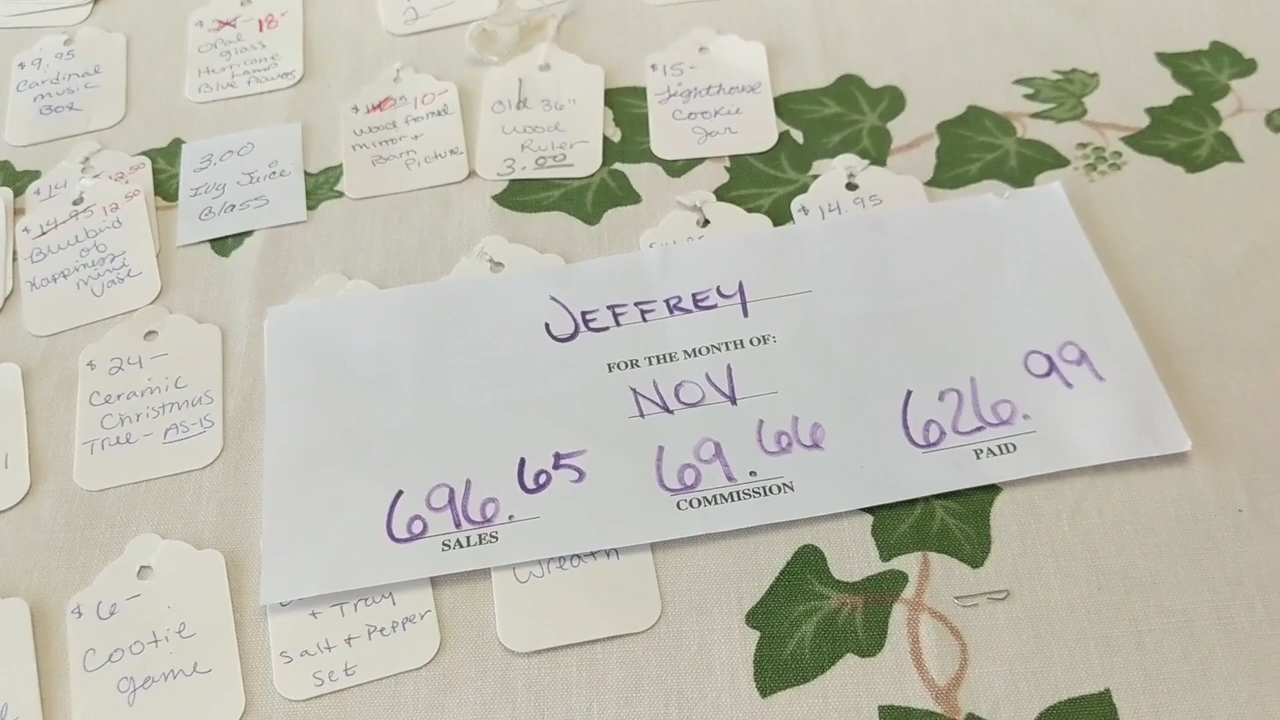 2-
$9.95
Cardinal
music
Box
$24- 18-
Opal
glass
Hurricane
Lamp
Blue flowers
10-
Wood framed
mirror +
Barn
Picture
Old 36"
wood
Ruler
3.00
$15-
Lighthouse
Cookie
Jar
3.00
Ivy Juice
Glass
$14 12.50
$14.95 12.50
Bluebird
of
Happiness
mini
Vase
$14.95
$24-
Ceramic
Christmas
Tree- AS-IS
JEFFREY
FOR THE MONTH OF:
NOV
696.65
SALES
69.66
COMMISSION
626.99
PAID
$6-
Cootie
game
+ Tray
Salt + Pepper
set
Wreath